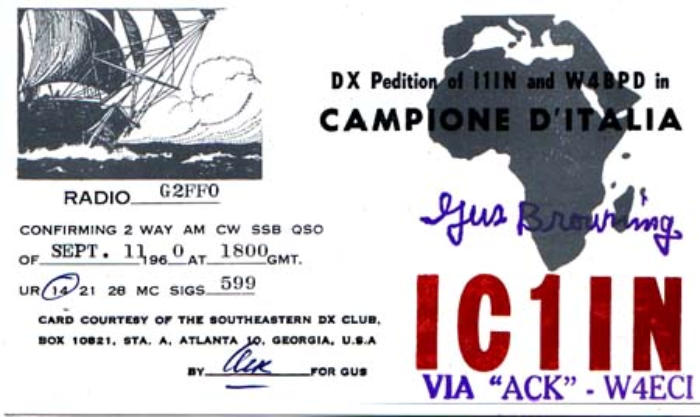 RADIO G2FFO
CONFIRMING 2 WAY AM CW SSB QSO
OF SEPT. 11 1960 AT 1800 GMT.
UR 14 21 28 MC SIGS 599
CARD COURTESY OF THE SOUTHEASTERN DX CLUB,
BOX 10821, STA. A, ATLANTA 10, GEORGIA, U.S.A
BY Ack FOR GUS
DX Pedition of I1IN and W4BPD in
CAMPIONE D'ITALIA
Gus Browning
IC1IN
VIA "ACK" - W4ECI